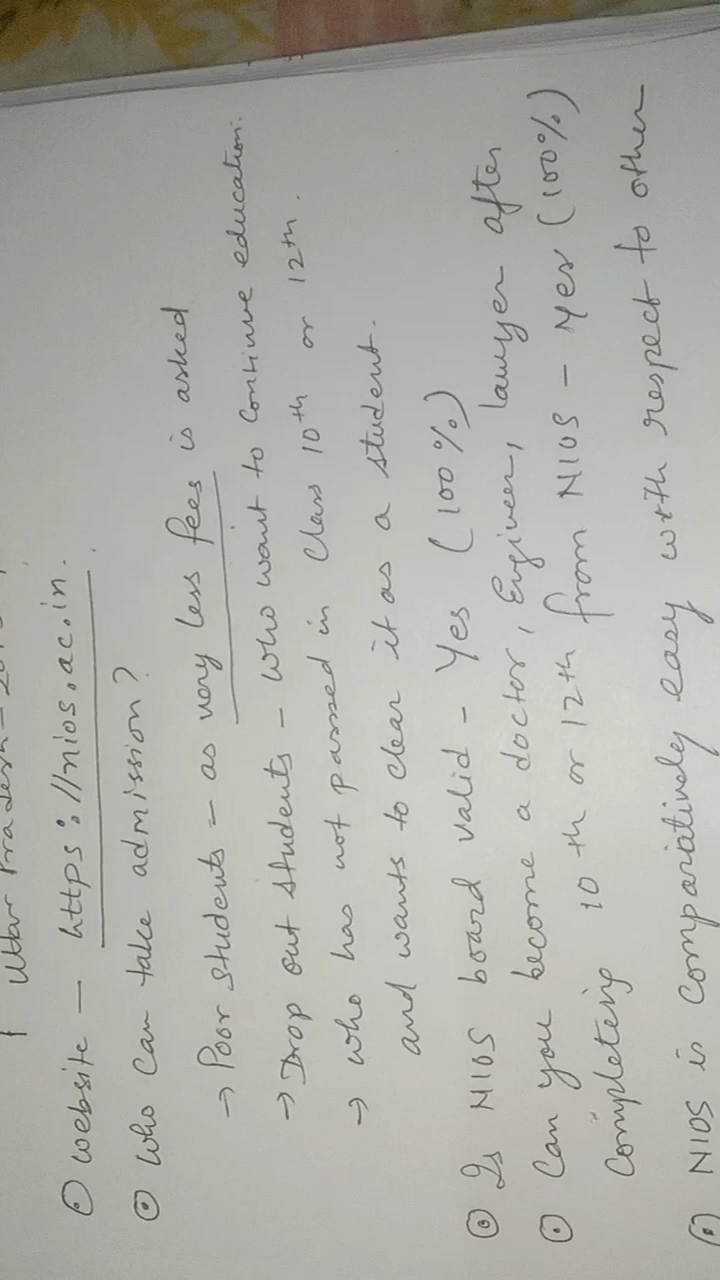 Uttar Pradesh - 201
⊙ website — https://nios.ac.in.
⊙ Who can take admission?
→ Poor students - as very less fees is asked
→ Drop out students - who want to continue education.
→ who has not passed in class 10th or 12th.
and wants to clear it as a student.
⊙ Is NIOS board valid - Yes (100%)
⊙ Can you become a doctor, Engineer, lawyer after
completing 10th or 12th from NIOS - Yes (100%)
⊙ NIOS is comparatively easy with respect to other